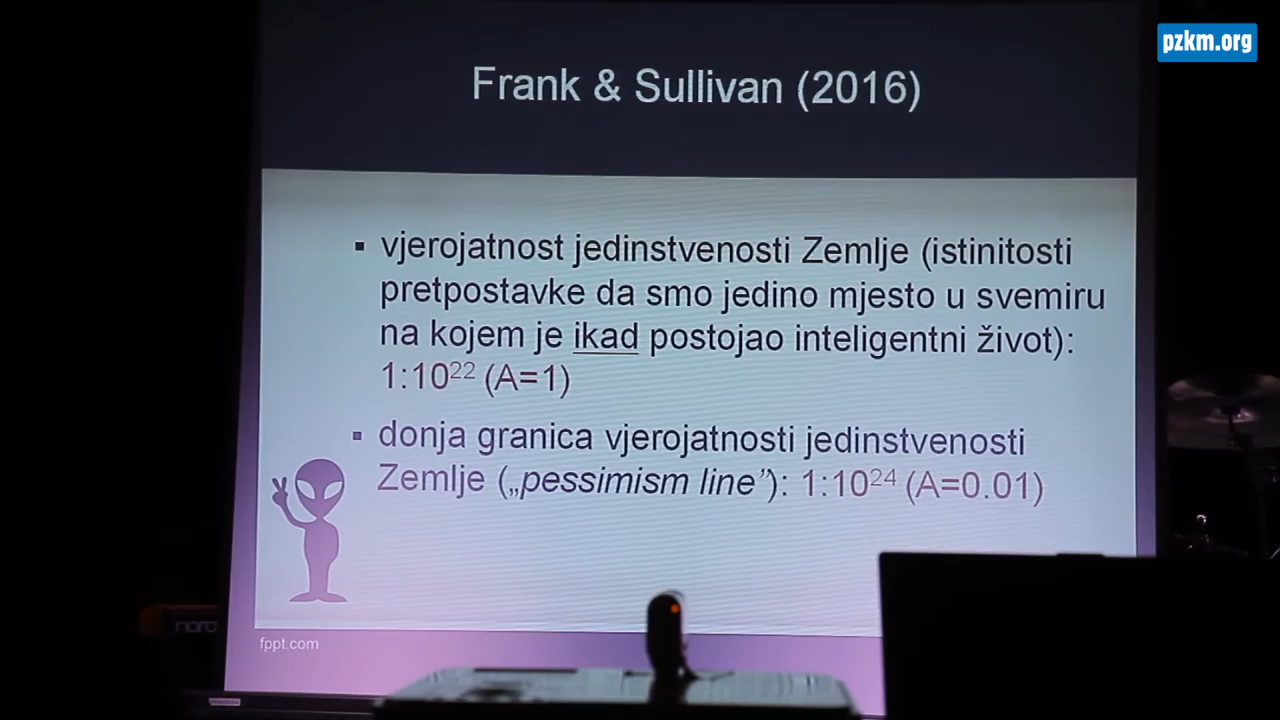 pzkm.org
Frank & Sullivan (2016)
▪ vjerojatnost jedinstvenosti Zemlje (istinitosti
pretpostavke da smo jedino mjesto u svemiru
na kojem je ikad postojao inteligentni život):
1:10²² (A=1)
▪ donja granica vjerojatnosti jedinstvenosti
Zemlje („pessimism line”): 1:10²⁴ (A=0.01)
fppt.com
nord